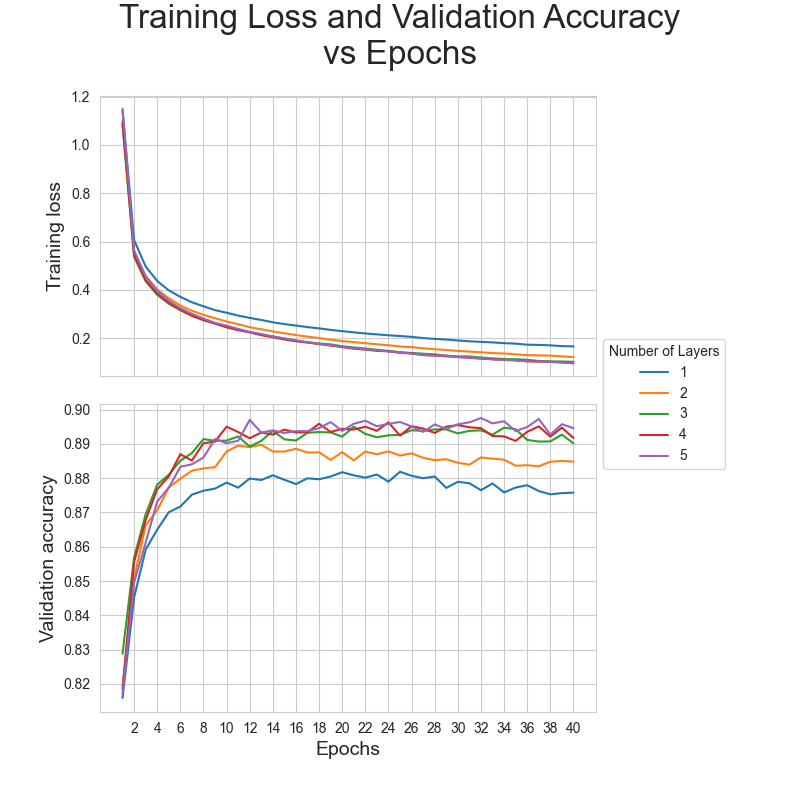 Training Loss and Validation Accuracy
vs Epochs
1.2
1.0
0.8
0.6
0.4
0.2
Training loss
0.90
0.89
0.88
0.87
0.86
0.85
0.84
0.83
0.82
Validation accuracy
2 4 6 8 10 12 14 16 18 20 22 24 26 28 30 32 34 36 38 40
Epochs
Number of Layers
1
2
3
4
5